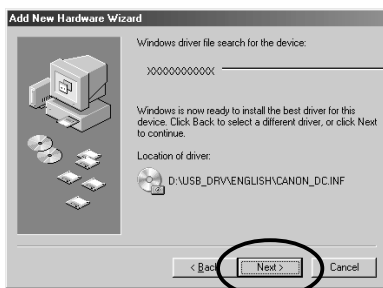 Add New Hardware Wizard
Windows driver file search for the device:
XXXXXXXXXXX
Windows is now ready to install the best driver for this
device. Click Back to select a different driver, or click Next
to continue.
Location of driver:
D:\USB_DRV\ENGLISH\CANON_DC.INF
< Back Next > Cancel